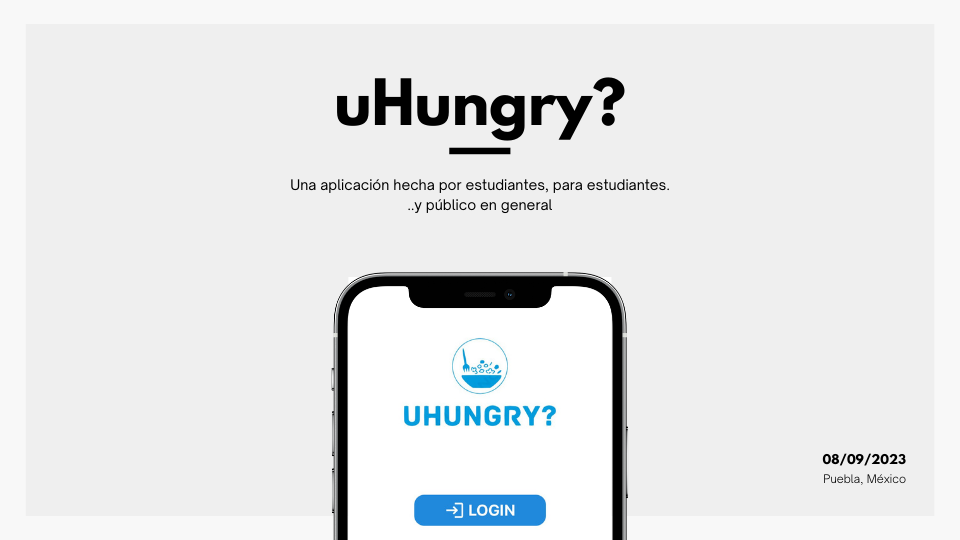 uHungry?
Una aplicación hecha por estudiantes, para estudiantes.
..y público en general
UHUNGRY?
LOGIN
08/09/2023
Puebla, México